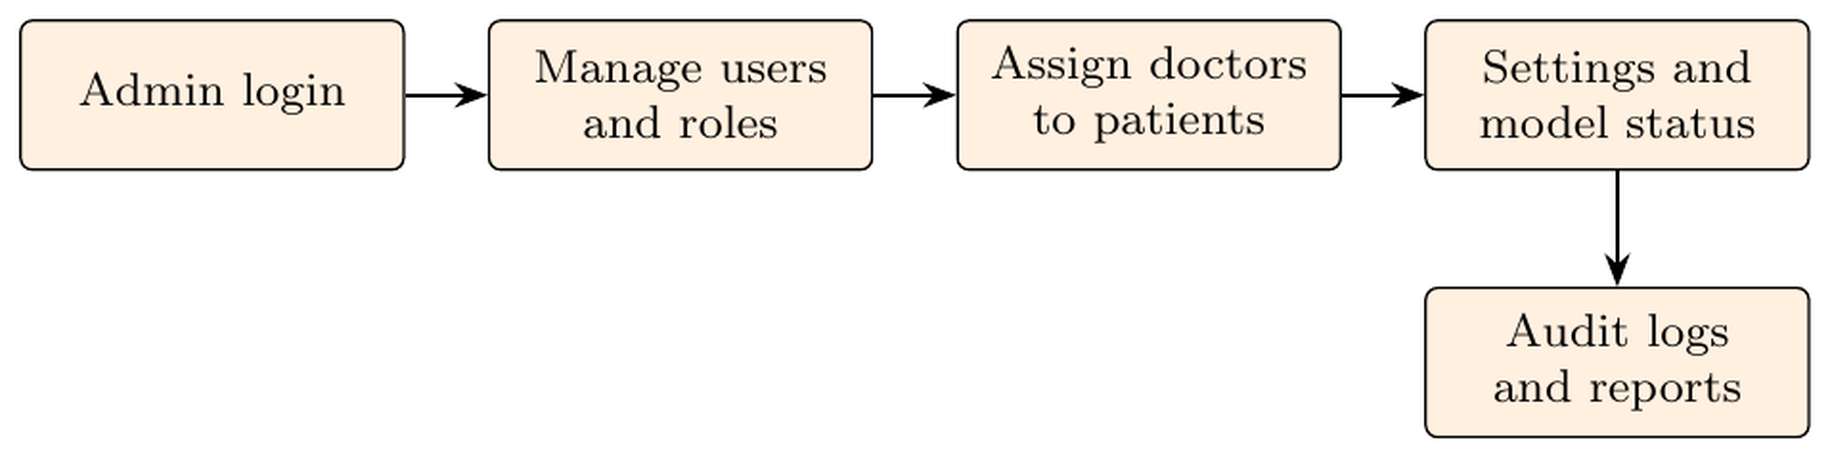 Admin login
Manage users
and roles
Assign doctors
to patients
Settings and
model status
Audit logs
and reports